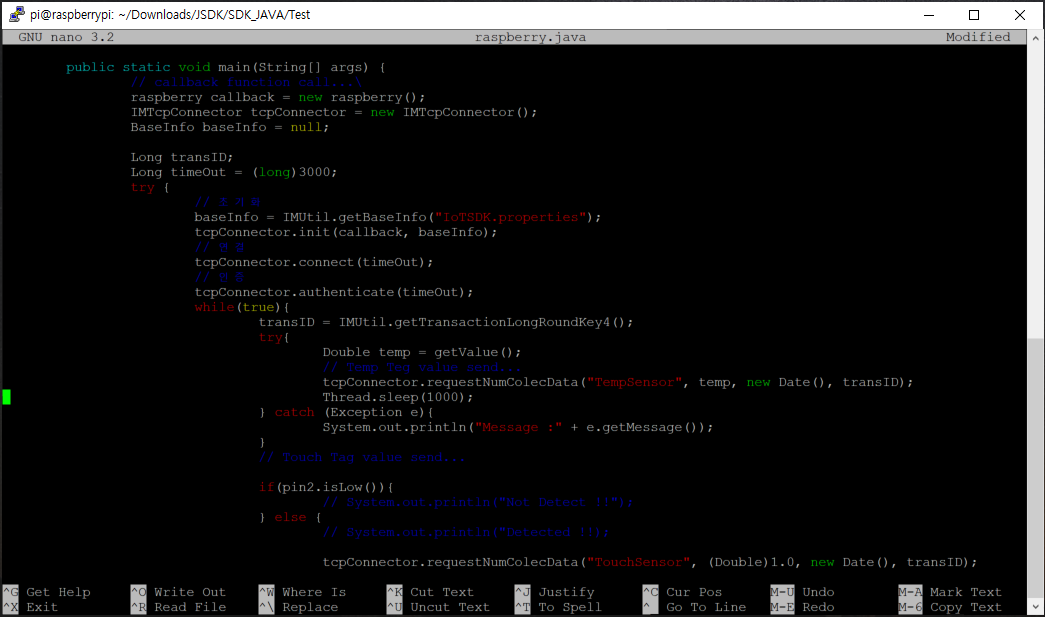 pi@raspberrypi: ~/Downloads/JSDK/SDK_JAVA/Test
GNU nano 3.2 raspberry.java Modified
public static void main(String[] args) {
// callback function call...\
raspberry callback = new raspberry();
IMTcpConnector tcpConnector = new IMTcpConnector();
BaseInfo baseInfo = null;
Long transID;
Long timeOut = (long)3000;
try {
// 초기화
baseInfo = IMUtil.getBaseInfo("IoTSDK.properties");
tcpConnector.init(callback, baseInfo);
//
tcpConnector.connect(timeOut);
//
tcpConnector.authenticate(timeOut);
while(true){
transID = IMUtil.getTransactionLongRoundKey4();
try{
Double temp = getValue();
// Temp Teg value send...
tcpConnector.requestNumColecData("TempSensor", temp, new Date(), transID);
Thread.sleep(1000);
} catch (Exception e){
System.out.println("Message :" + e.getMessage());
}
// Touch Tag value send...
if(pin2.isLow()){
// System.out.println("Not Detect !!");
} else {
// System.out.println("Detected !!);
tcpConnector.requestNumColecData("TouchSensor", (Double)1.0, new Date(), transID);
^G Get Help ^O Write Out ^W Where Is ^K Cut Text ^J Justify ^C Cur Pos M-U Undo M-A Mark Text
^X Exit ^R Read File ^\ Replace ^U Uncut Text ^T To Spell ^_ Go To Line M-E Redo M-6 Copy Text